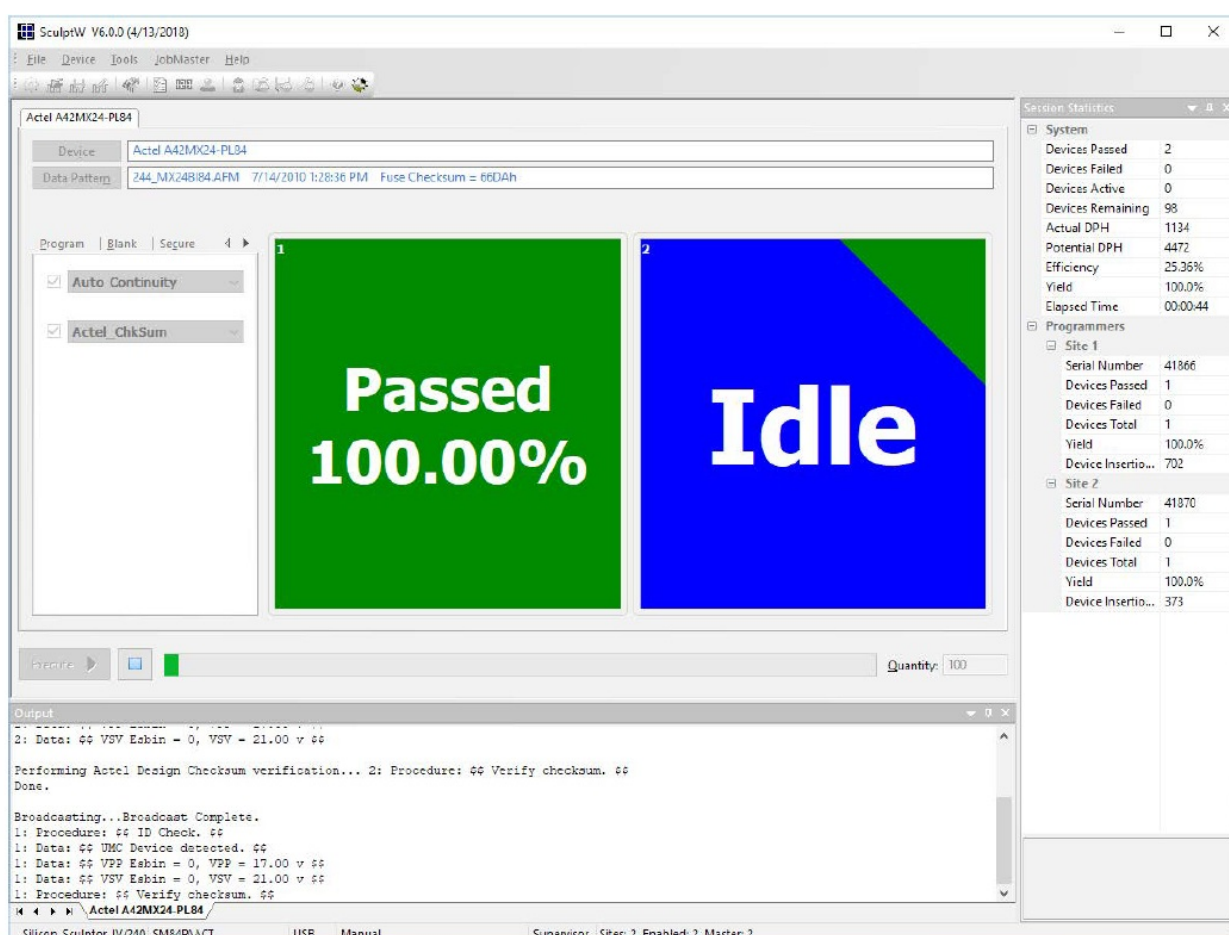 SculptW V6.0.0 (4/13/2018)
File Device Tools JobMaster Help
Actel A42MX24-PL84
Device Actel A42MX24-PL84
Data Pattern 244_MX24BI84.AFM 7/14/2010 1:28:36 PM Fuse Checksum = 66DAh
Program Blank Secure
Auto Continuity
Actel_ChkSum
1
Passed
100.00%
2
Idle
Execute
Quantity: 100
Session Statistics
System
Devices Passed 2
Devices Failed 0
Devices Active 0
Devices Remaining 98
Actual DPH 1134
Potential DPH 4472
Efficiency 25.36%
Yield 100.0%
Elapsed Time 00:00:44
Programmers
Site 1
Serial Number 41866
Devices Passed 1
Devices Failed 0
Devices Total 1
Yield 100.0%
Device Insertio... 702
Site 2
Serial Number 41870
Devices Passed 1
Devices Failed 0
Devices Total 1
Yield 100.0%
Device Insertio... 373
Output
2: Data: $$ VSV Esbin = 0, VSV = 21.00 v $$
Performing Actel Design Checksum verification... 2: Procedure: $$ Verify checksum. $$
Done.
Broadcasting...Broadcast Complete.
1: Procedure: $$ ID Check. $$
1: Data: $$ UMC Device detected. $$
1: Data: $$ VPP Esbin = 0, VPP = 17.00 v $$
1: Data: $$ VSV Esbin = 0, VSV = 21.00 v $$
1: Procedure: $$ Verify checksum. $$
Actel A42MX24-PL84
USB Manual Supervisor Sites: 2 Enabled: 2 Master: 2